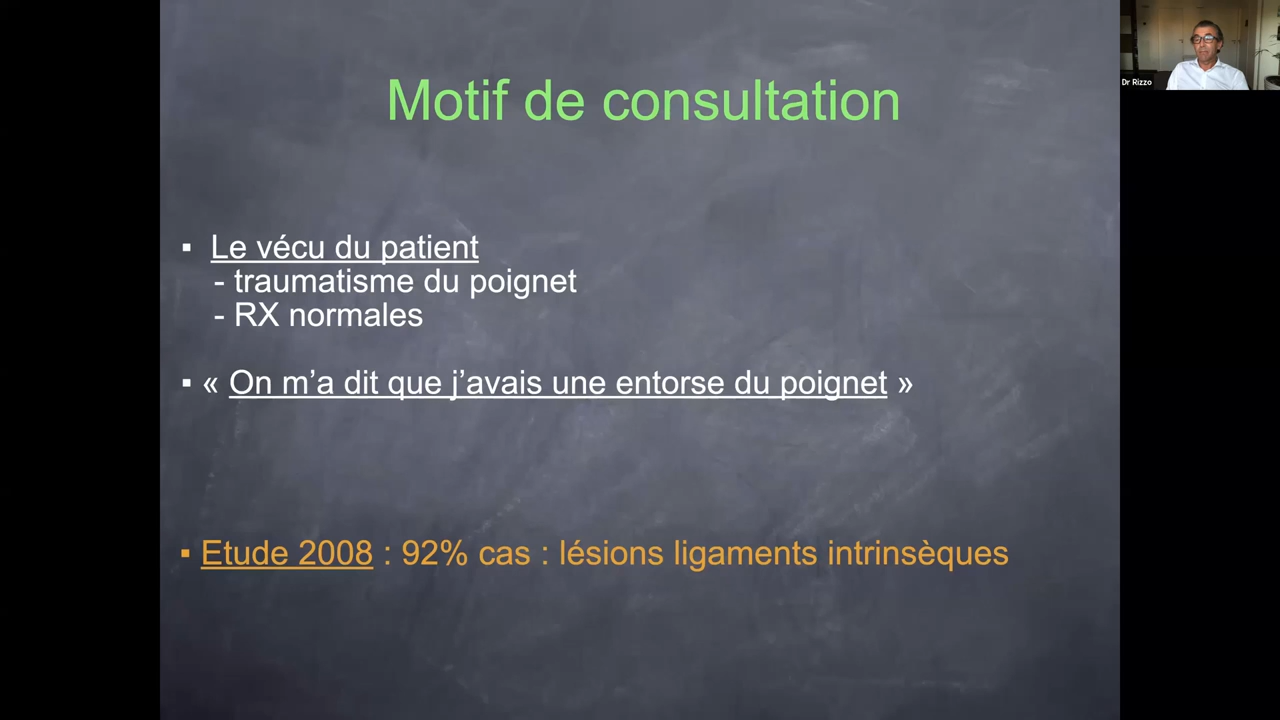 Motif de consultation
Dr Rizzo
▪ Le vécu du patient
- traumatisme du poignet
- RX normales
▪ « On m’a dit que j’avais une entorse du poignet »
▪ Etude 2008 : 92% cas : lésions ligaments intrinsèques